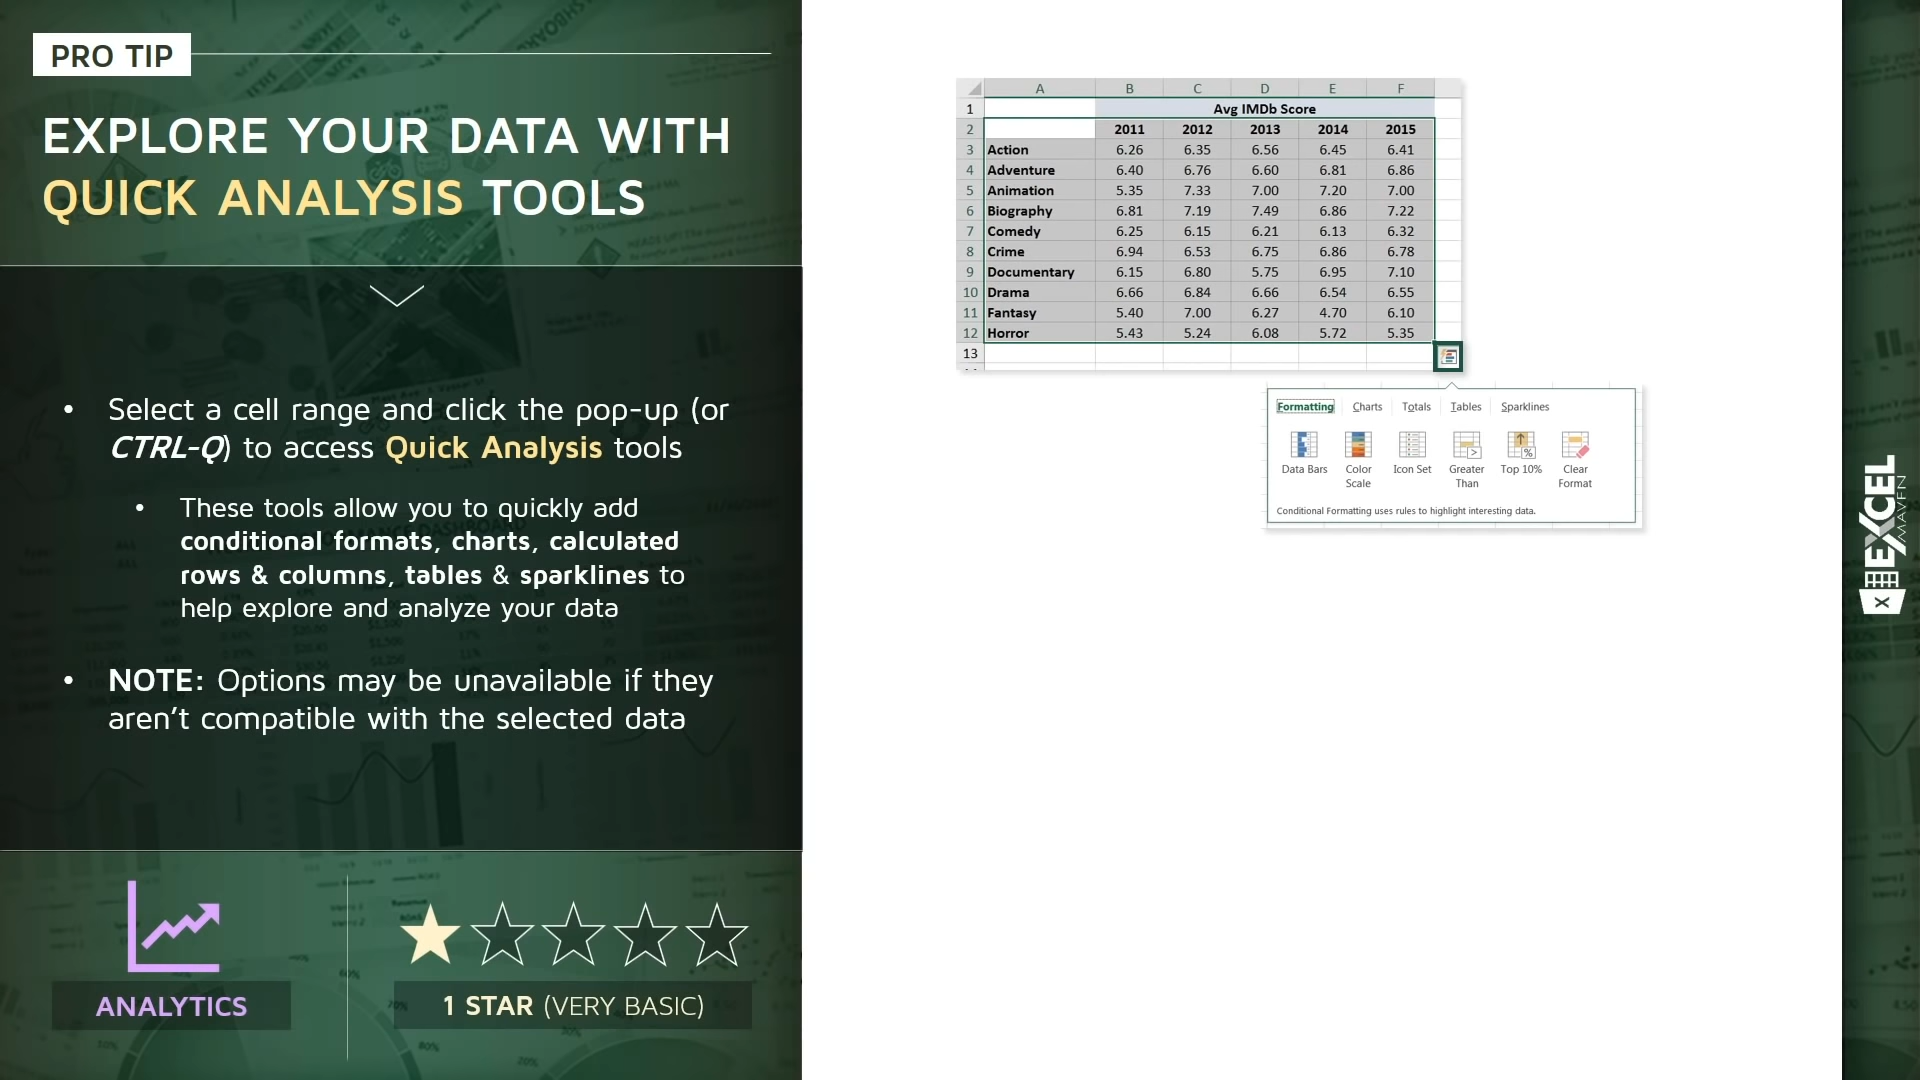 PRO TIP
EXPLORE YOUR DATA WITH
QUICK ANALYSIS TOOLS
• Select a cell range and click the pop-up (or
CTRL-Q) to access Quick Analysis tools
• These tools allow you to quickly add
conditional formats, charts, calculated
rows & columns, tables & sparklines to
help explore and analyze your data
• NOTE: Options may be unavailable if they
aren’t compatible with the selected data
ANALYTICS
1 STAR (VERY BASIC)
A B C D E F
1 Avg IMDb Score
2 2011 2012 2013 2014 2015
3 Action 6.26 6.35 6.56 6.45 6.41
4 Adventure 6.40 6.76 6.60 6.81 6.86
5 Animation 5.35 7.33 7.00 7.20 7.00
6 Biography 6.81 7.19 7.49 6.86 7.22
7 Comedy 6.25 6.15 6.21 6.13 6.32
8 Crime 6.94 6.53 6.75 6.86 6.78
9 Documentary 6.15 6.80 5.75 6.95 7.10
10 Drama 6.66 6.84 6.66 6.54 6.55
11 Fantasy 5.40 7.00 6.27 4.70 6.10
12 Horror 5.43 5.24 6.08 5.72 5.35
13
Formatting Charts Totals Tables Sparklines
Data Bars Color Scale Icon Set Greater Than Top 10% Clear Format
Conditional Formatting uses rules to highlight interesting data.
EXCEL
MAVEN